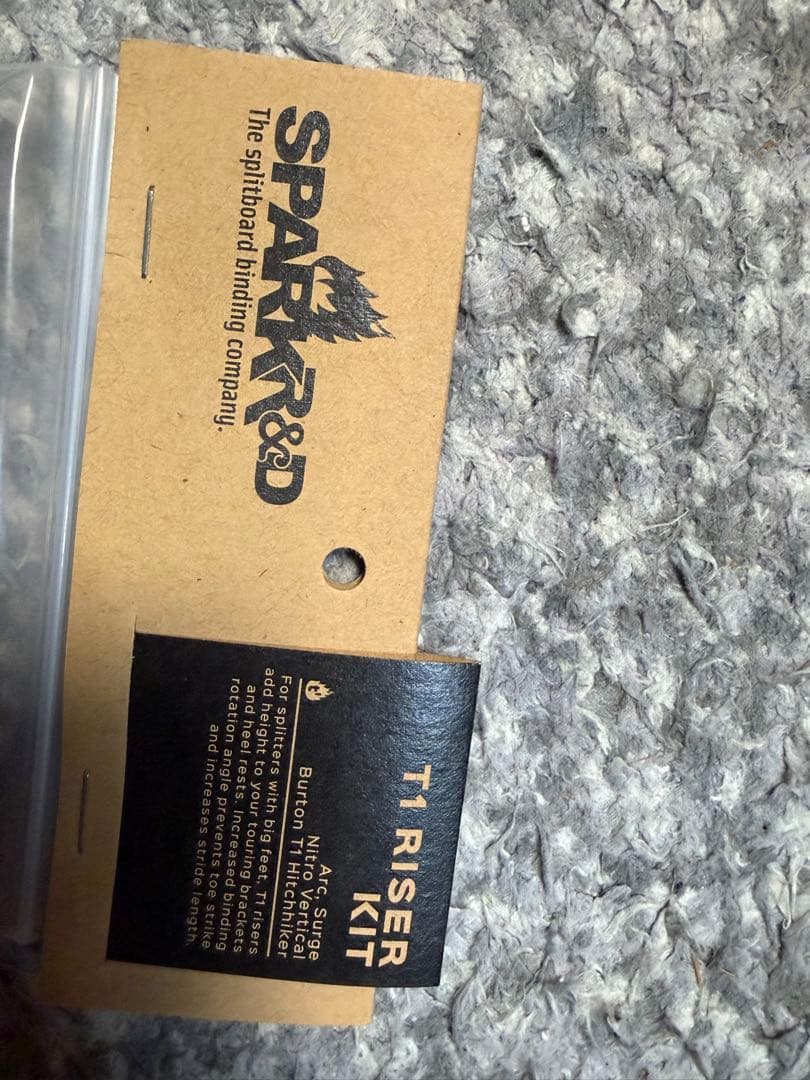 SPARK R&D
The splitboard binding company.
T1 RISER
KIT
Arc, Surge
Nitro Vertical
Burton T1 Hitchhiker
For splitters with big feet, T1 risers
add height to your touring brackets
and heel rests. Increased binding
rotation angle prevents toe strike
and increases stride length.